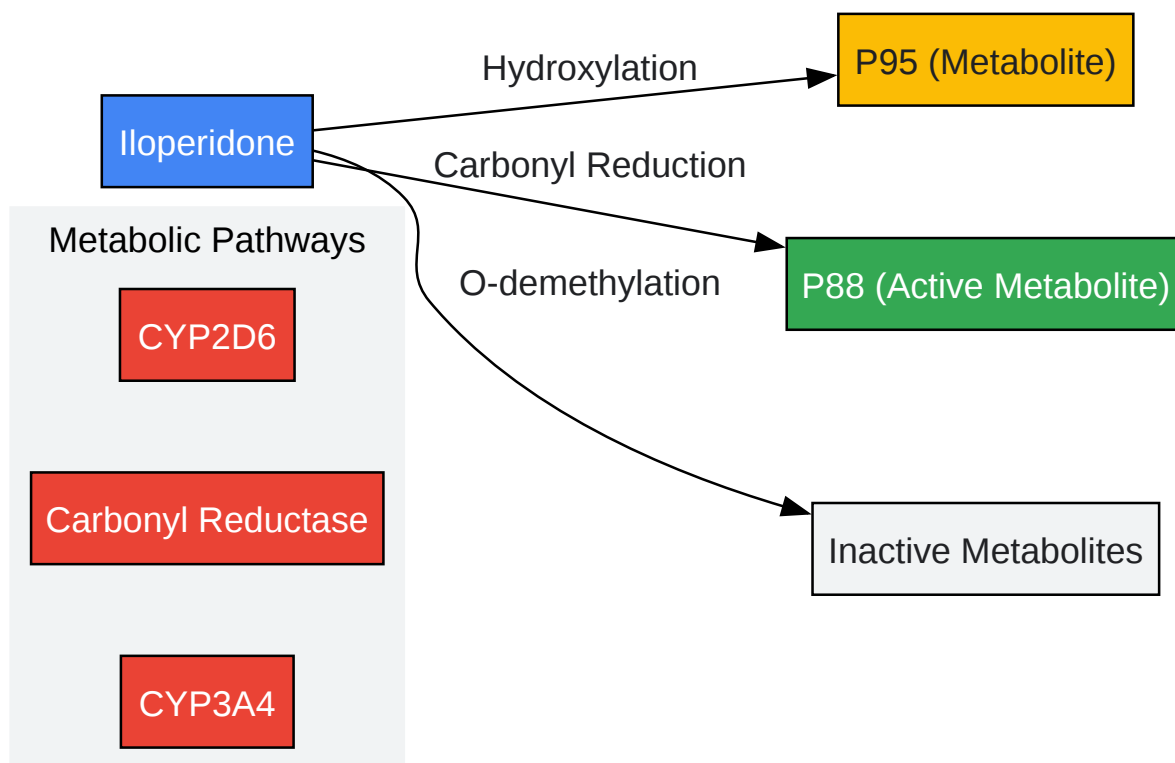 Iloperidone
Hydroxylation
P95 (Metabolite)
Carbonyl Reduction
P88 (Active Metabolite)
O-demethylation
Inactive Metabolites
Metabolic Pathways
CYP2D6
Carbonyl Reductase
CYP3A4